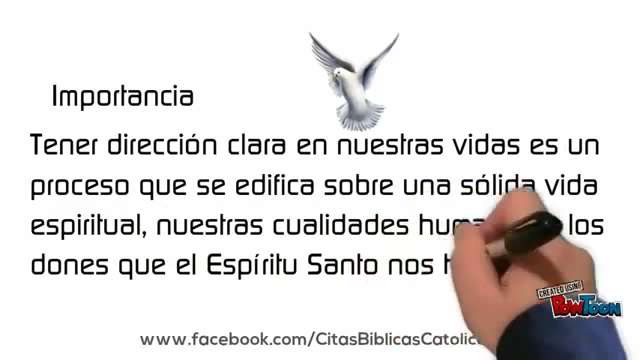 Importancia
Tener dirección clara en nuestras vidas es un
proceso que se edifica sobre una sólida vida
espiritual, nuestras cualidades los
dones que el Espíritu Santo nos
CREATED USING
POWTOON
www.facebook.com/CitasBiblicasCatolic